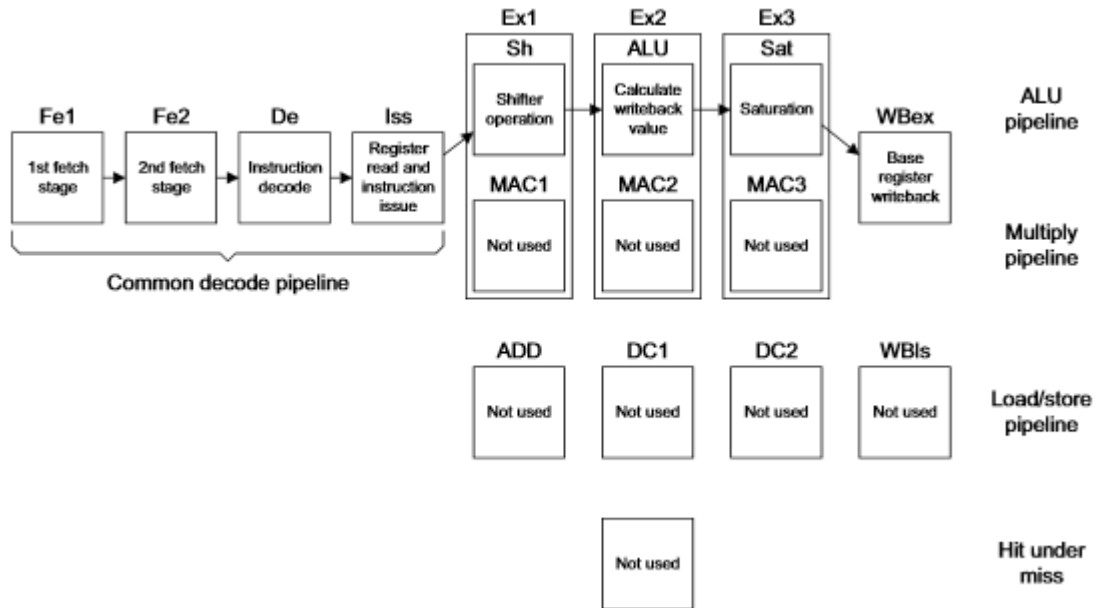 Ex1
Ex2
Ex3
Sh
ALU
Sat
Shifter
operation
Calculate
writeback
value
Saturation
ALU
pipeline
Fe1
Fe2
De
Iss
WBex
1st fetch
stage
2nd fetch
stage
Instruction
decode
Register
read and
instruction
issue
Base
register
writeback
MAC1
MAC2
MAC3
Not used
Not used
Not used
Multiply
pipeline
Common decode pipeline
ADD
DC1
DC2
WBls
Not used
Not used
Not used
Not used
Load/store
pipeline
Not used
Hit under
miss